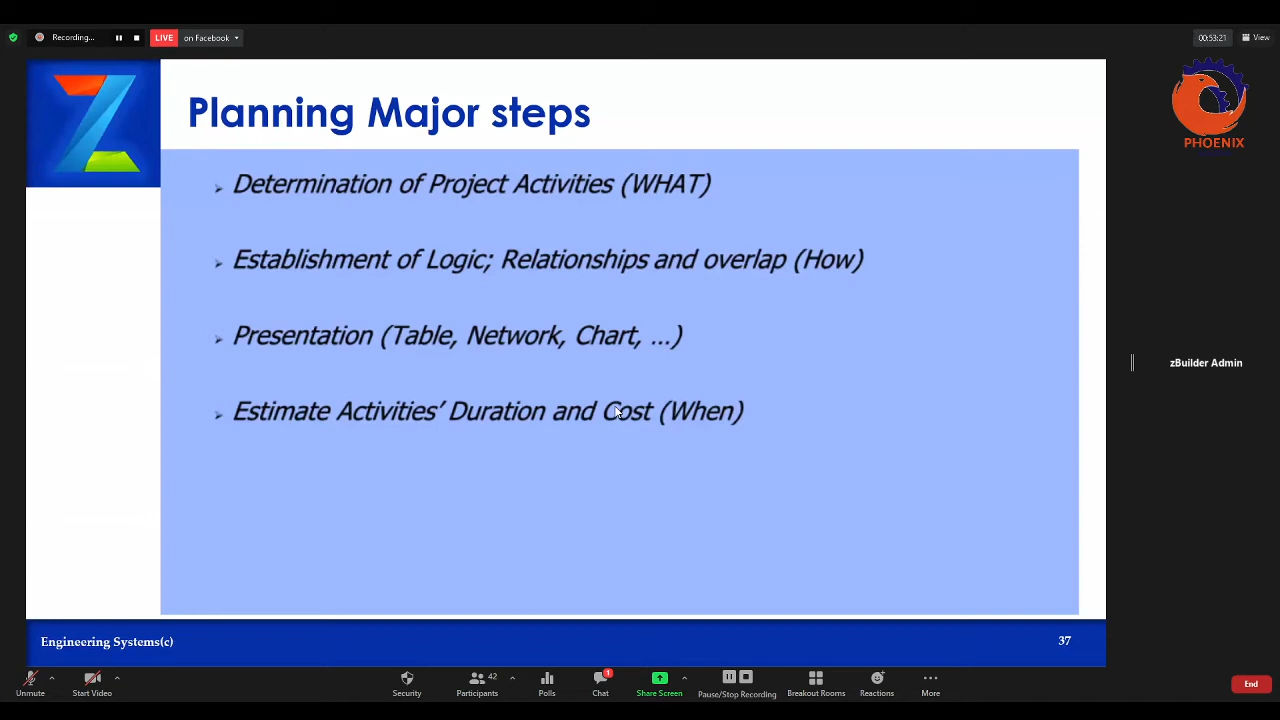 Recording...
LIVE on Facebook
00:53:21 View
Planning Major steps
PHOENIX
Determination of Project Activities (WHAT)
Establishment of Logic; Relationships and overlap (How)
Presentation (Table, Network, Chart, ...)
zBuilder Admin
Estimate Activities’ Duration and Cost (When)
Engineering Systems(c) 37
Unmute Start Video Security Participants 42 Polls Chat 1 Share Screen Pause/Stop Recording Breakout Rooms Reactions More End